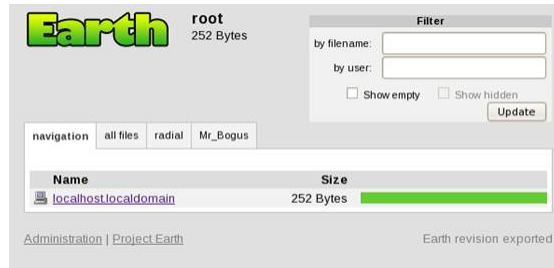 Earth
root
252 Bytes
Filter
by filename:
by user:
Show empty Show hidden
Update
navigation all files radial Mr_Bogus
Name Size
localhost.localdomain 252 Bytes
Administration | Project Earth Earth revision exported